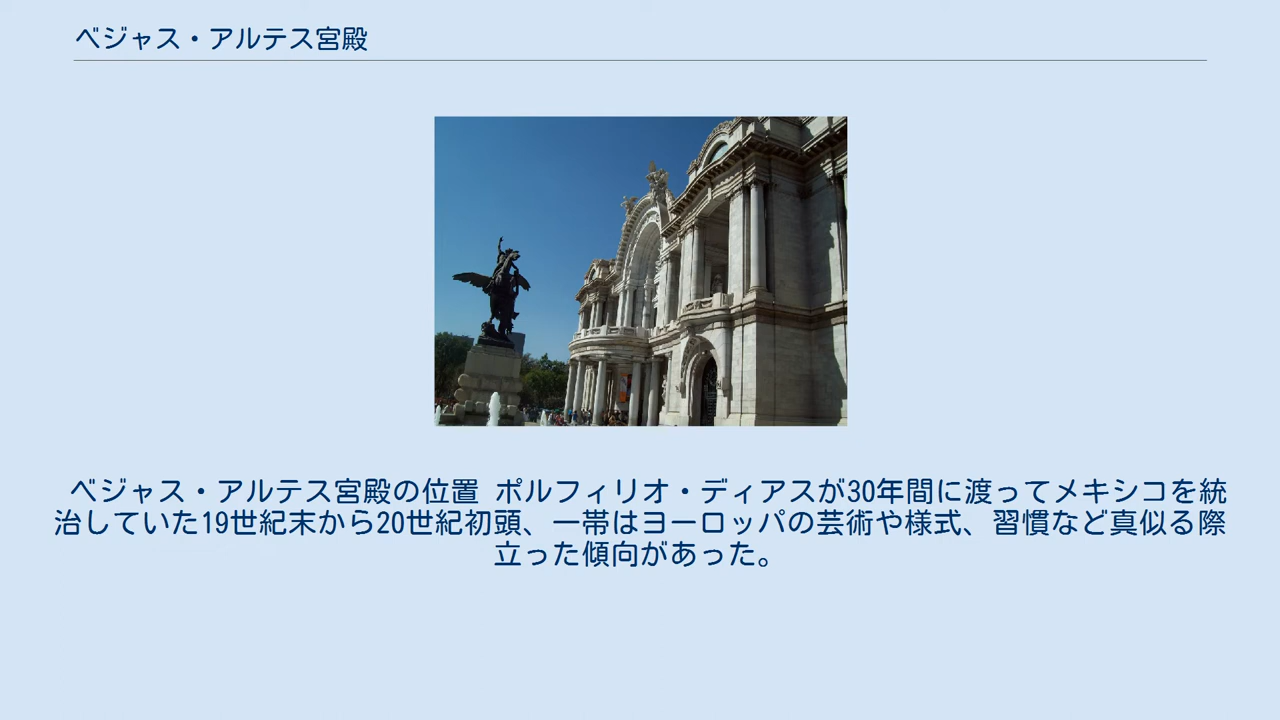 ベジャス・アルテス宮殿
ベジャス・アルテス宮殿の位置 ポルフィリオ・ディアスが30年間に渡ってメキシコを統
治していた19世紀末から20世紀初頭、一帯はヨーロッパの芸術や様式、習慣など真似る際
立った傾向があった。